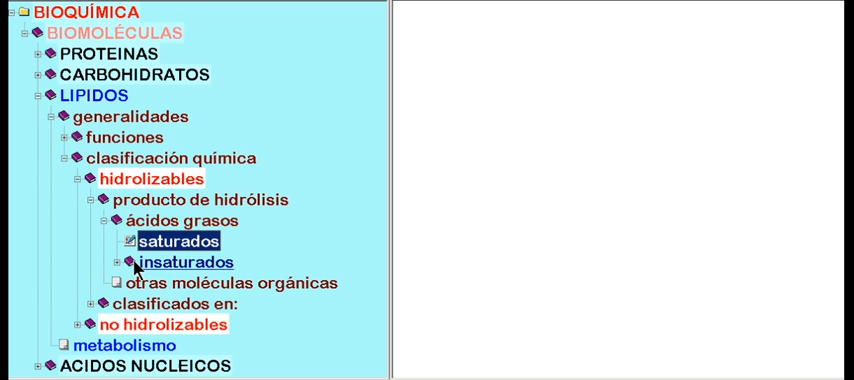 BIOQUÍMICA
BIOMOLÉCULAS
PROTEINAS
CARBOHIDRATOS
LIPIDOS
generalidades
funciones
clasificación química
hidrolizables
producto de hidrólisis
ácidos grasos
saturados
insaturados
otras moléculas orgánicas
clasificados en:
no hidrolizables
metabolismo
ACIDOS NUCLEICOS